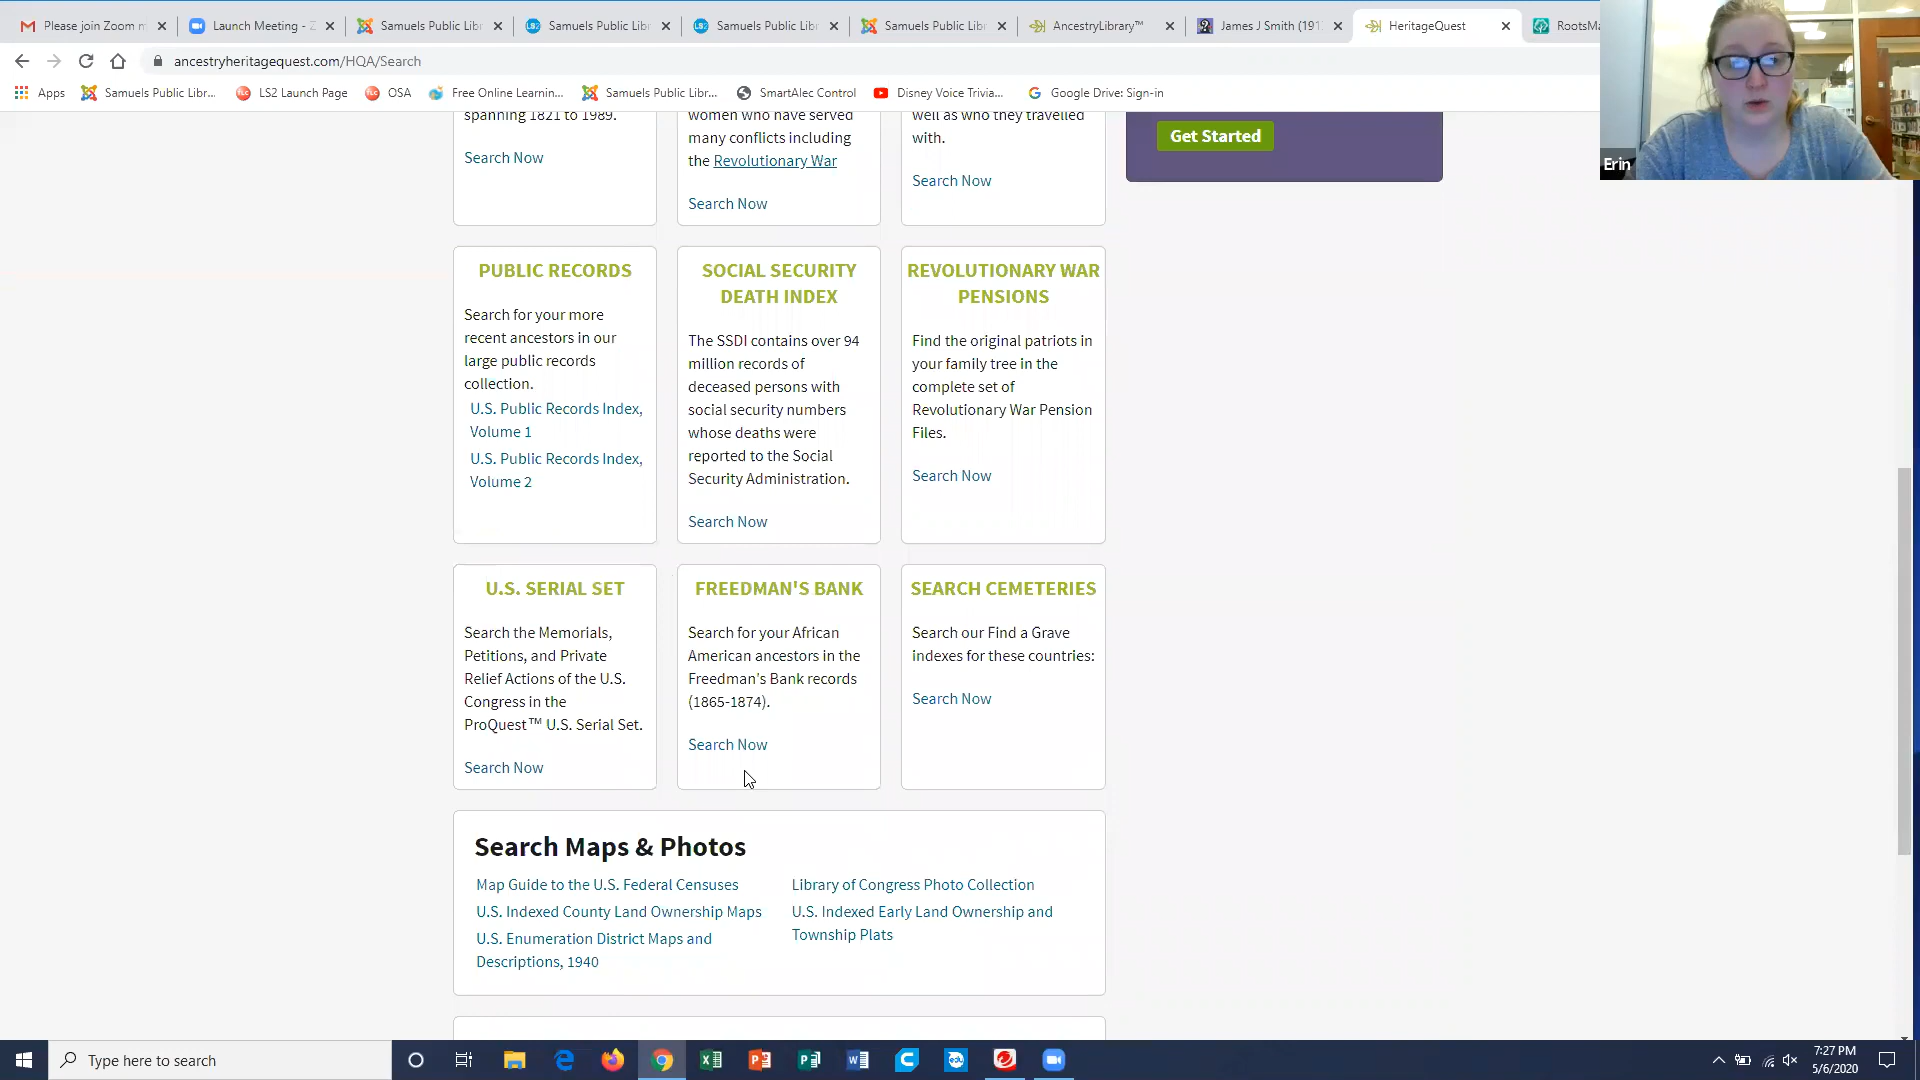 Please join Zoom m
Launch Meeting - Z
Samuels Public Lib
Samuels Public Lib
Samuels Public Lib
Samuels Public Lib
AncestryLibrary™
James J Smith (191
HeritageQuest
RootsMa
ancestryheritagequest.com/HQA/Search
Apps
Samuels Public Libr...
LS2 Launch Page
OSA
Free Online Learnin...
Samuels Public Libr...
SmartAlec Control
Disney Voice Trivia...
Google Drive: Sign-in
Erin
spanning 1821 to 1989.
Search Now
women who have served
many conflicts including
the Revolutionary War
Search Now
well as who they travelled
with.
Search Now
Get Started
PUBLIC RECORDS
Search for your more
recent ancestors in our
large public records
collection.
U.S. Public Records Index,
Volume 1
U.S. Public Records Index,
Volume 2
SOCIAL SECURITY
DEATH INDEX
The SSDI contains over 94
million records of
deceased persons with
social security numbers
whose deaths were
reported to the Social
Security Administration.
Search Now
REVOLUTIONARY WAR
PENSIONS
Find the original patriots in
your family tree in the
complete set of
Revolutionary War Pension
Files.
Search Now
U.S. SERIAL SET
Search the Memorials,
Petitions, and Private
Relief Actions of the U.S.
Congress in the
ProQuest™ U.S. Serial Set.
Search Now
FREEDMAN'S BANK
Search for your African
American ancestors in the
Freedman's Bank records
(1865-1874).
Search Now
SEARCH CEMETERIES
Search our Find a Grave
indexes for these countries:
Search Now
Search Maps & Photos
Map Guide to the U.S. Federal Censuses
U.S. Indexed County Land Ownership Maps
U.S. Enumeration District Maps and
Descriptions, 1940
Library of Congress Photo Collection
U.S. Indexed Early Land Ownership and
Township Plats
Type here to search
7:27 PM
5/6/2020